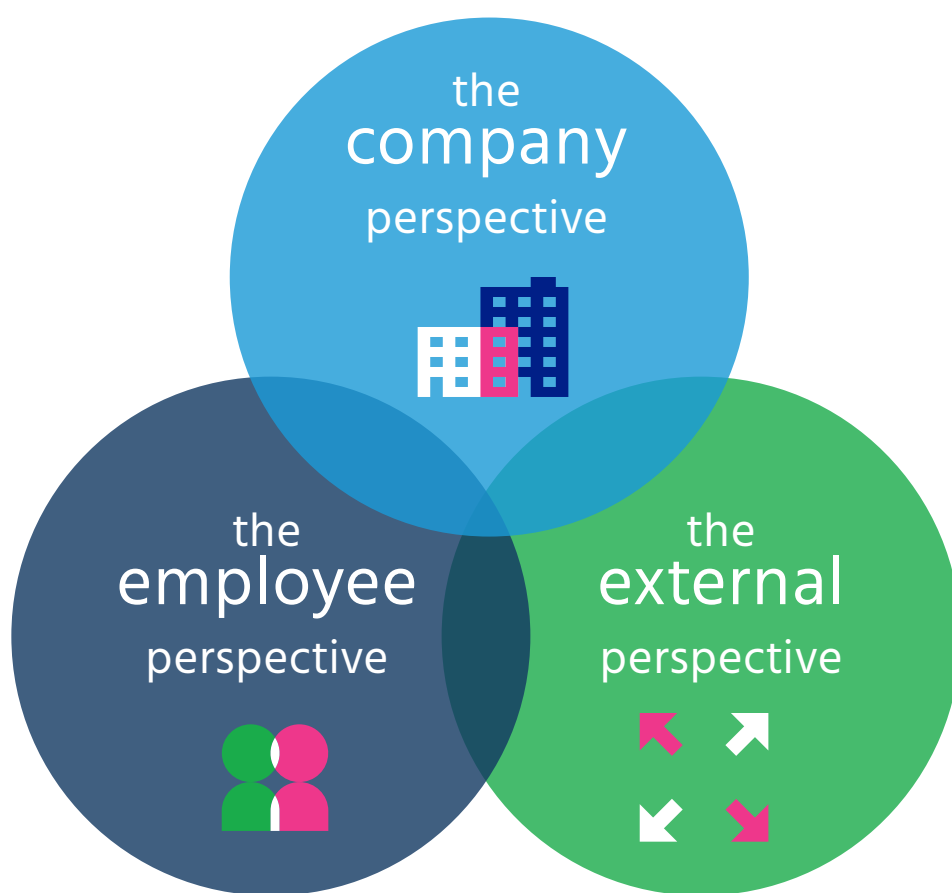 the
company
perspective
the
employee
perspective
the
external
perspective